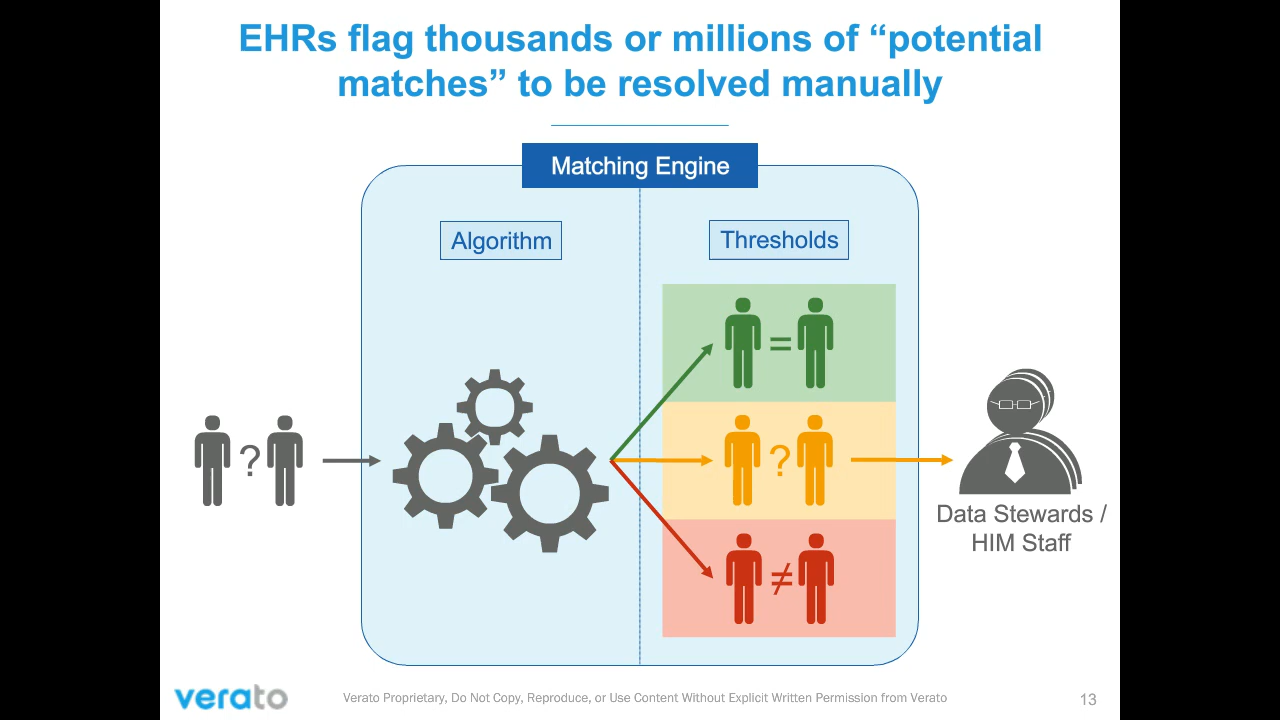 EHRs flag thousands or millions of “potential
matches” to be resolved manually
Matching Engine
Algorithm
Thresholds
=
?
?
≠
Data Stewards /
HIM Staff
verato
Verato Proprietary, Do Not Copy, Reproduce, or Use Content Without Explicit Written Permission from Verato
13